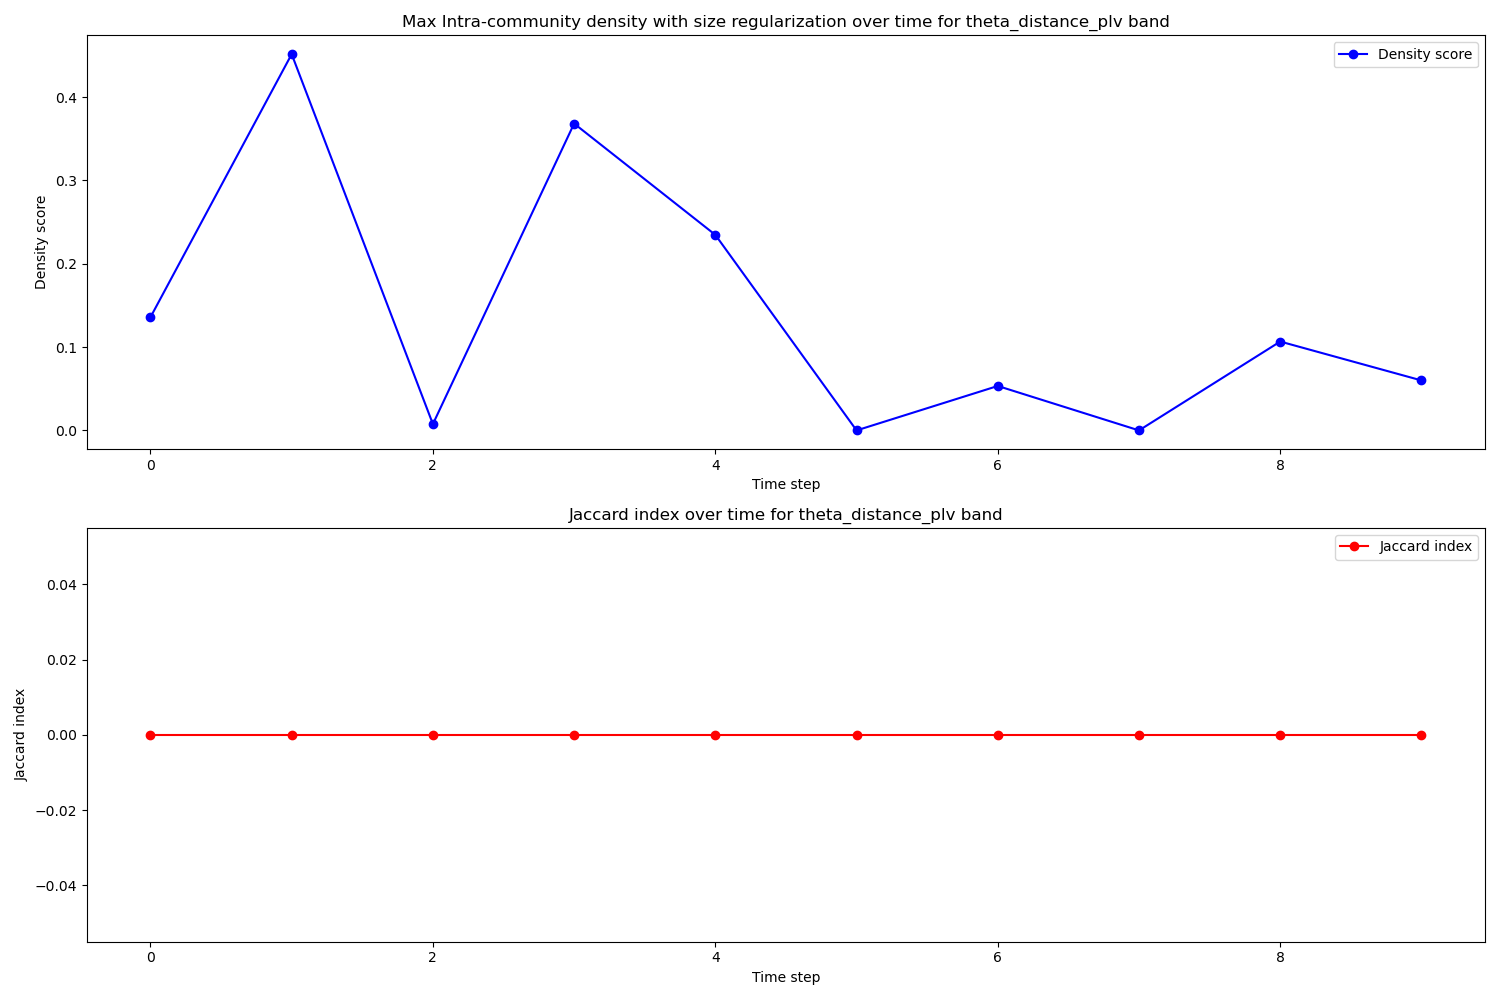 Max Intra-community density with size regularization over time for theta_distance_plv band
Density score
Density score
0.4
0.3
0.2
0.1
0.0
0 2 4 6 8
Time step
Jaccard index over time for theta_distance_plv band
Jaccard index
Jaccard index
0.04
0.02
0.00
−0.02
−0.04
0 2 4 6 8
Time step